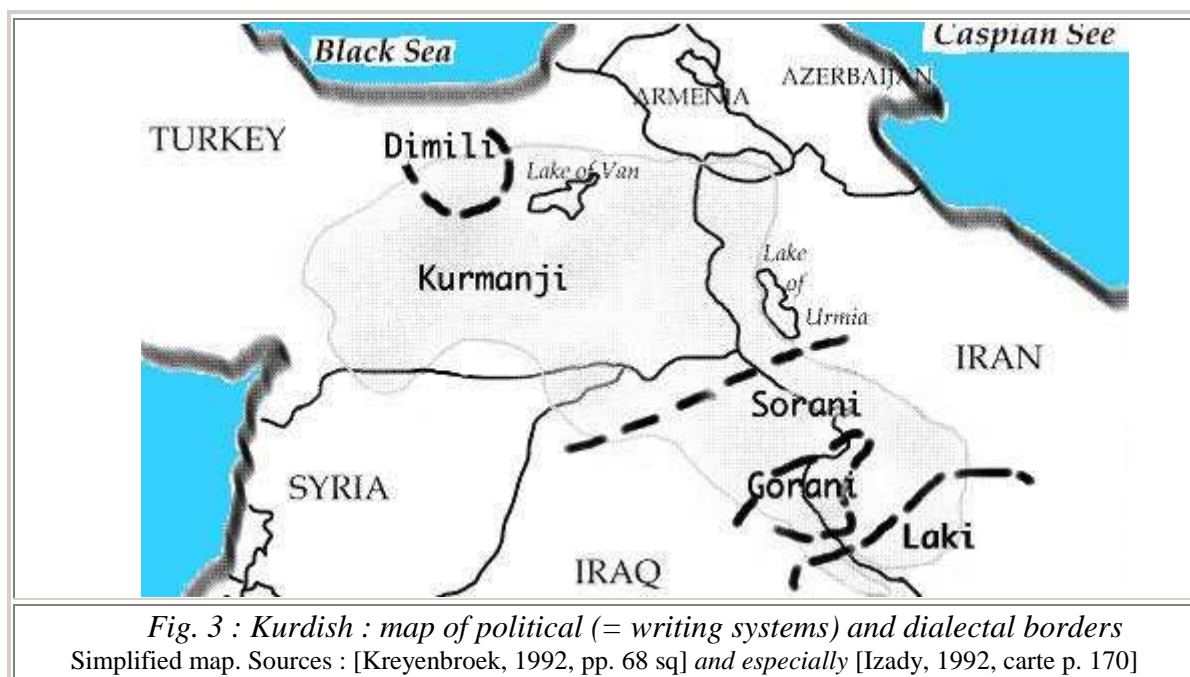 Black Sea
Caspian See
AZERBAIJAN
ARMENIA
TURKEY
Dimili
Lake of Van
Kurmanji
Lake
of
Urmia
IRAN
Sorani
SYRIA
Gorani
Laki
IRAQ
Fig. 3 : Kurdish : map of political (= writing systems) and dialectal borders
Simplified map. Sources : [Kreyenbroek, 1992, pp. 68 sq] and especially [Izady, 1992, carte p. 170]